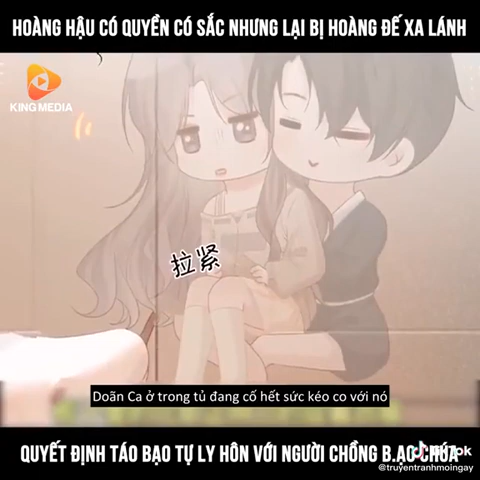 HOÀNG HẬU CÓ QUYỀN CÓ SẮC NHƯNG LẠI BỊ HOÀNG ĐẾ XA LÁNH
KING MEDIA
拉紧
Doãn Ca ở trong tủ đang cố hết sức kéo co với nó
QUYẾT ĐỊNH TÁO BẠO TỰ LY HÔN VỚI NGƯỜI CHỒNG B.ẠC CHÚA
@truyentranhmoingay